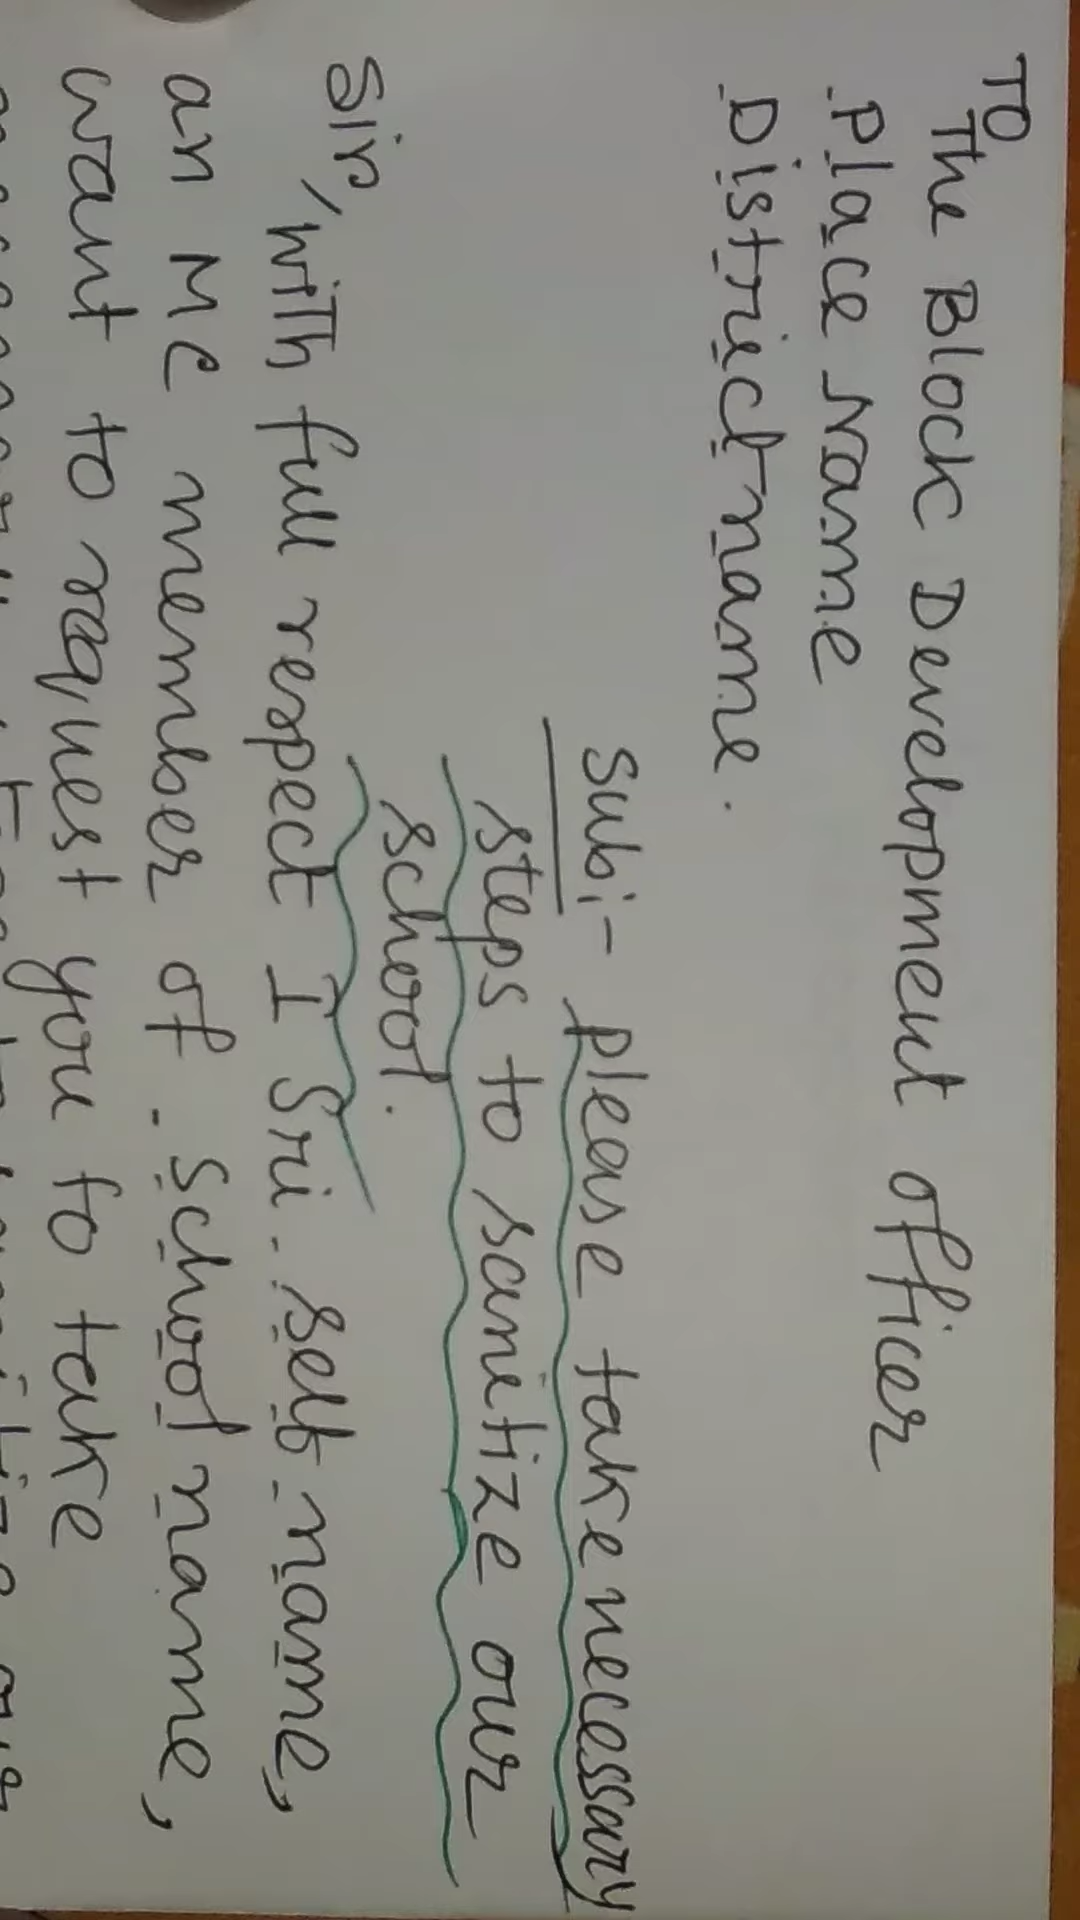 TO
The Block Development officer
Place Name
District name.
Sub:- please take necessary
steps to sanetize our
school.
Sir, with full respect I Sri self name,
an MC member of school name,
want to request you to take